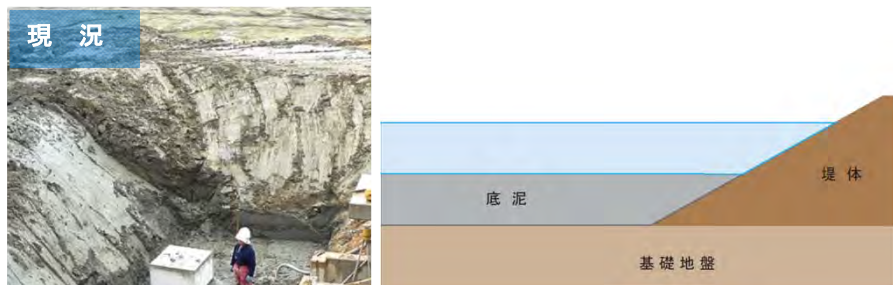 現 況
底 泥
堤 体
基 礎 地 盤